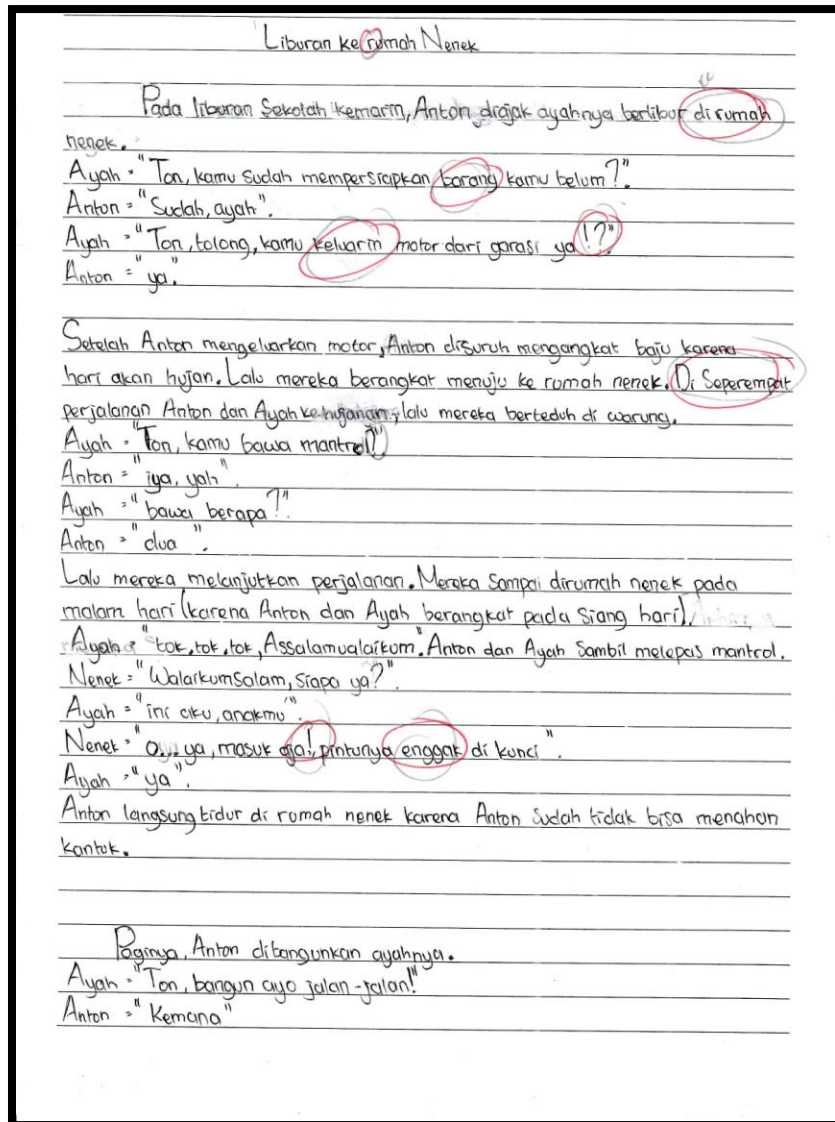 Liburan ke rumah Nenek
Pada liburan Sekolah kemarin, Anton diajak ayahnya berlibur di rumah
nenek.
Ayah = "Ton, kamu sudah mempersiapkan barang kamu belum?".
Anton = "Sudah, ayah".
Ayah = "Ton, tolong, kamu keluarin motor dari garasi ya!?".
Anton = "ya".
Setelah Anton mengeluarkan motor, Anton disuruh mengangkat baju karena
hari akan hujan. Lalu mereka berangkat menuju ke rumah nenek. Di Seperempat
perjalanan Anton dan Ayah kehujanan, lalu mereka berteduh di warung.
Ayah = "Ton, kamu bawa mantrol?"
Anton = "iya, yah".
Ayah = "bawa berapa?".
Anton = "dua".
Lalu mereka melanjutkan perjalanan. Mereka Sampai dirumah nenek pada
malam hari (karena Anton dan Ayah berangkat pada Siang hari).
Ayah = "tok, tok, tok, Assalamualaikum". Anton dan Ayah Sambil melepas mantrol.
Nenek = "Walaikumsalam, siapa ya?".
Ayah = "ini aku, anakmu".
Nenek = "o... ya, masuk aja!, pintunya enggak di kunci".
Ayah = "ya".
Anton langsung tidur di rumah nenek karena Anton Sudah tidak bisa menahan
kantuk.
Paginya, Anton dibangunkan ayahnya.
Ayah = "Ton, bangun ayo jalan-jalan!"
Anton = "Kemana"